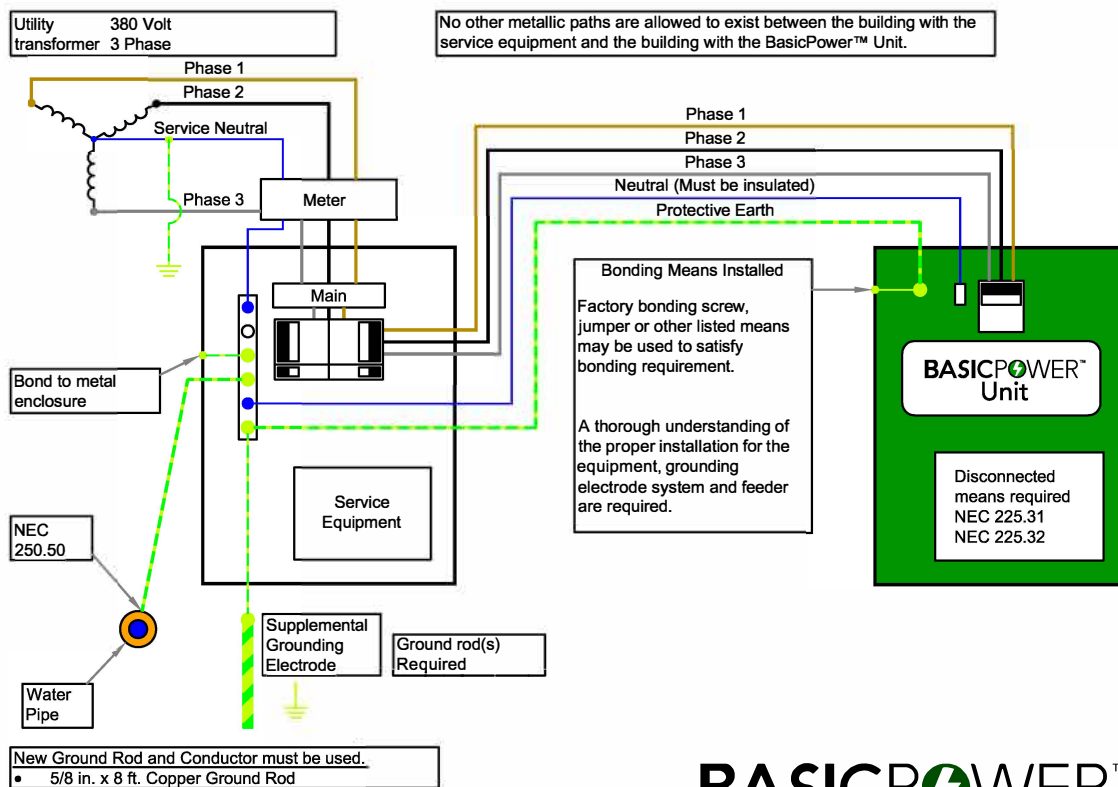 Utility 380 Volt
transformer 3 Phase
No other metallic paths are allowed to exist between the building with the
service equipment and the building with the BasicPower™ Unit.
Phase 1
Phase 2
Service Neutral
Phase 3
Meter
Main
Phase 1
Phase 2
Phase 3
Neutral (Must be insulated)
Protective Earth
Bond to metal
enclosure
Bonding Means Installed
Factory bonding screw,
jumper or other listed means
may be used to satisfy
bonding requirement.
A thorough understanding of
the proper installation for the
equipment, grounding
electrode system and feeder
are required.
BASICPOWER™
Unit
Disconnected
means required
NEC 225.31
NEC 225.32
Service
Equipment
NEC
250.50
Water
Pipe
Supplemental
Grounding
Electrode
Ground rod(s)
Required
New Ground Rod and Conductor must be used.
• 5/8 in. x 8 ft. Copper Ground Rod
BASICPOWER™